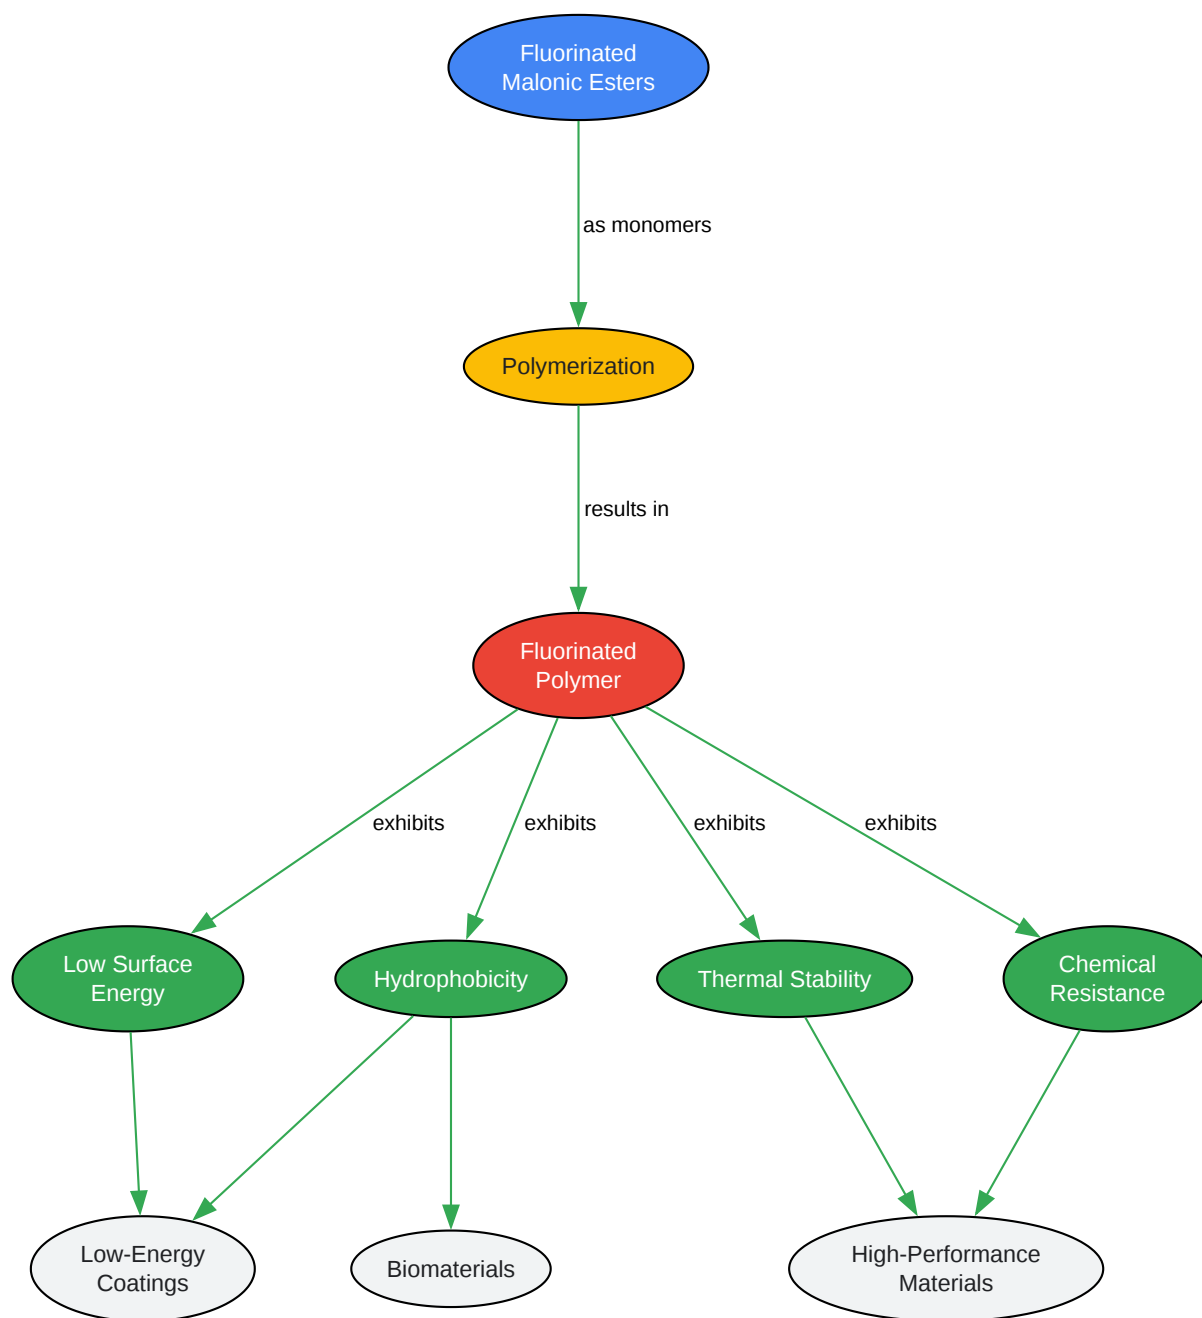 Fluorinated
Malonic Esters
as monomers
Polymerization
results in
Fluorinated
Polymer
exhibits
exhibits
exhibits
exhibits
Low Surface
Energy
Hydrophobicity
Thermal Stability
Chemical
Resistance
Low-Energy
Coatings
Biomaterials
High-Performance
Materials